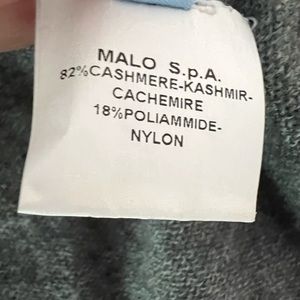 MALO S.p.A.
82%CASHMERE-KASHMIR-
CACHEMIRE
18%POLIAMMIDE-
NYLON